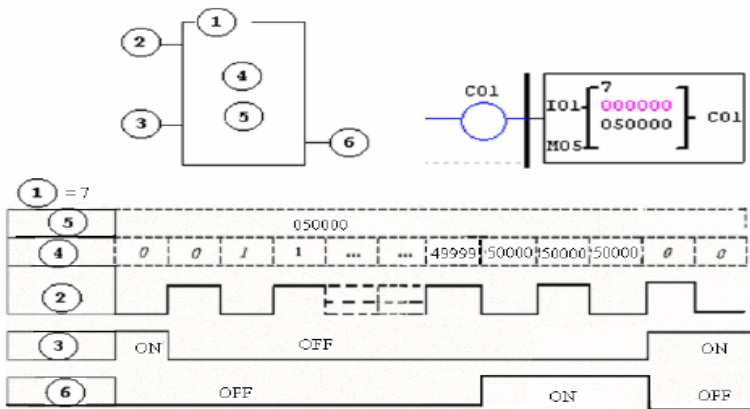 1
2
4
3
5
6
C01
7
I01
000000
050000
M05
C01
1 = 7
5 050000
4 0 0 1 1 ... ... 49999 50000 50000 50000 0 0
2
3 ON OFF ON
6 OFF ON OFF